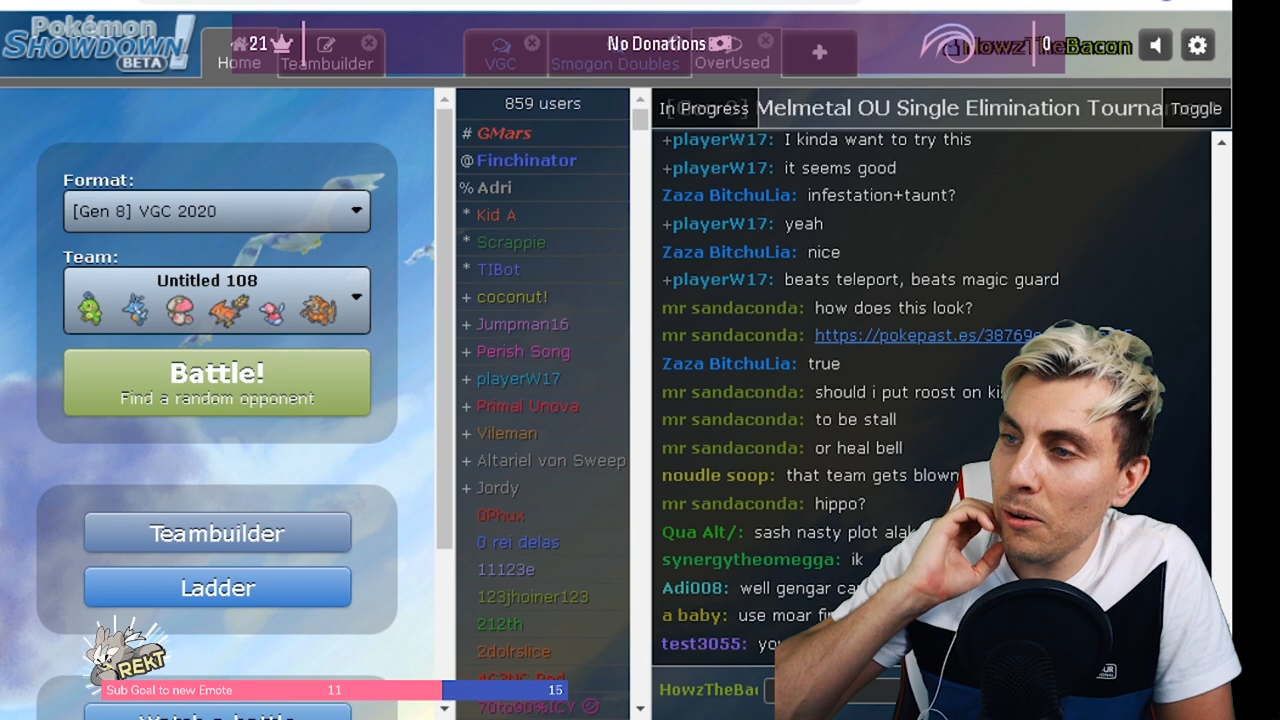 Pokémon
SHOWDOWN!
BETA
Home
21
Teambuilder
VGC
Smogon Doubles
No Donations
OverUsed
0
HowzTheBacon
Format:
[Gen 8] VGC 2020
Team:
Untitled 108
Battle!
Find a random opponent
Teambuilder
Ladder
REKT
Sub Goal to new Emote 11 15
Watch a battle
859 users
# GMars
@ Finchinator
% Adri
* Kid A
* Scrappie
* TIBot
+ coconut!
+ Jumpman16
+ Perish Song
+ playerW17
+ Primal Unova
+ Vileman
+ Altariel von Sweep
+ Jordy
0Phux
0 rei delas
11123e
123jhoiner123
212th
2dolrslice
70to90%ICY
In Progress
Melmetal OU Single Elimination Tourna
Toggle
+playerW17: I kinda want to try this
+playerW17: it seems good
Zaza BitchuLia: infestation+taunt?
+playerW17: yeah
Zaza BitchuLia: nice
+playerW17: beats teleport, beats magic guard
mr sandaconda: how does this look?
mr sandaconda: https://pokepast.es/38769
Zaza BitchuLia: true
mr sandaconda: should i put roost on
mr sandaconda: to be stall
mr sandaconda: or heal bell
noudle soop: that team gets blown
mr sandaconda: hippo?
Qua Alt/: sash nasty plot
synergytheomegga: ik
Adi008: well gengar
a baby: use moar
test3055:
HowzTheBa